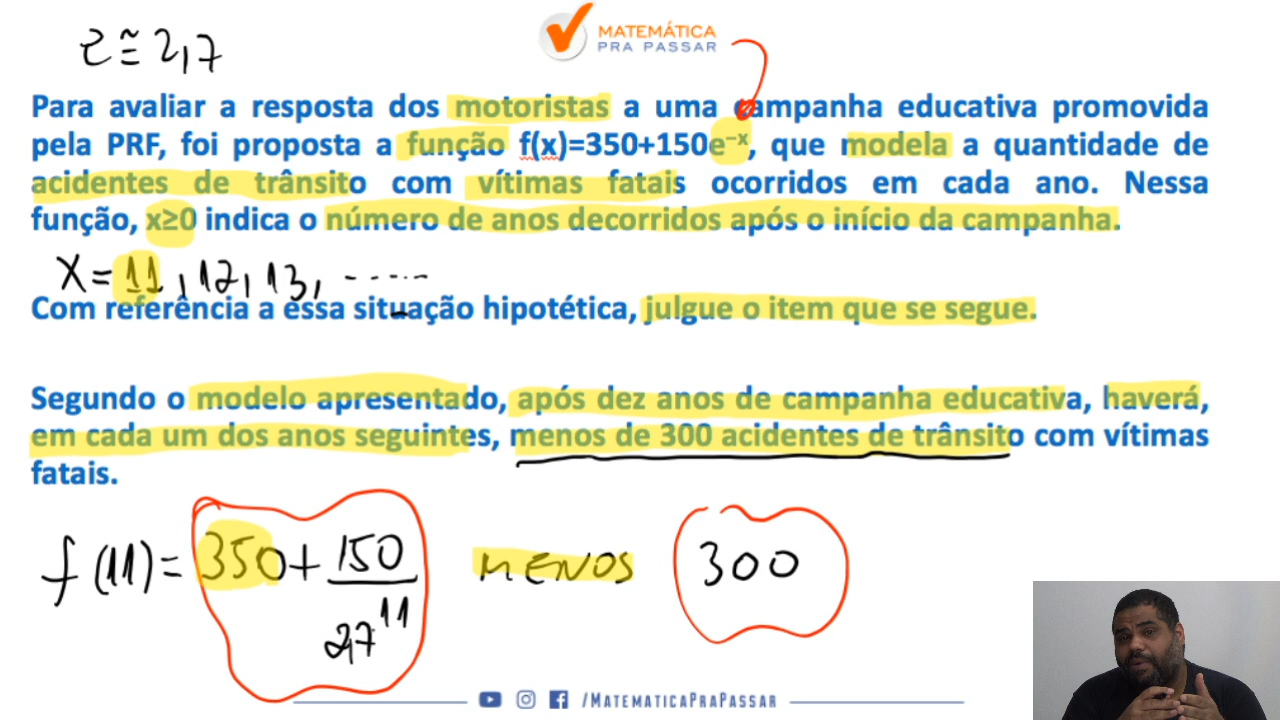 e ≅ 2,7
MATEMÁTICA
PRA PASSAR
Para avaliar a resposta dos motoristas a uma campanha educativa promovida
pela PRF, foi proposta a função f(x)=350+150e⁻ˣ, que modela a quantidade de
acidentes de trânsito com vítimas fatais ocorridos em cada ano. Nessa
função, x≥0 indica o número de anos decorridos após o início da campanha.
X = 11, 12, 13, ......
Com referência a essa situação hipotética, julgue o item que se segue.
Segundo o modelo apresentado, após dez anos de campanha educativa, haverá,
em cada um dos anos seguintes, menos de 300 acidentes de trânsito com vítimas
fatais.
f(11) = 350 + 150/2,7¹¹ MENOS 300
/MATEMATICAPRAPASSAR